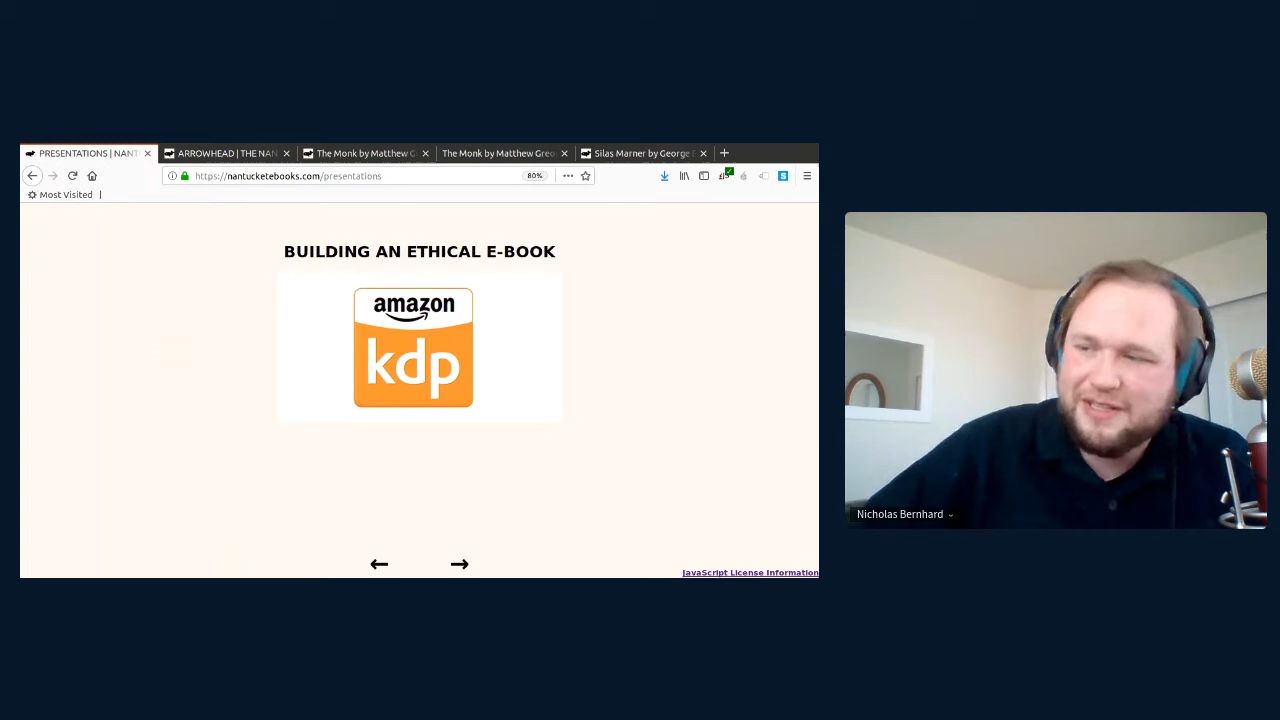 PRESENTATIONS | NANT
ARROWHEAD | THE NAN
The Monk by Matthew G
The Monk by Matthew Greo
Silas Marner by George E
https://nantucketebooks.com/presentations
80%
Most Visited
BUILDING AN ETHICAL E-BOOK
amazon
kdp
JavaScript License Information
Nicholas Bernhard